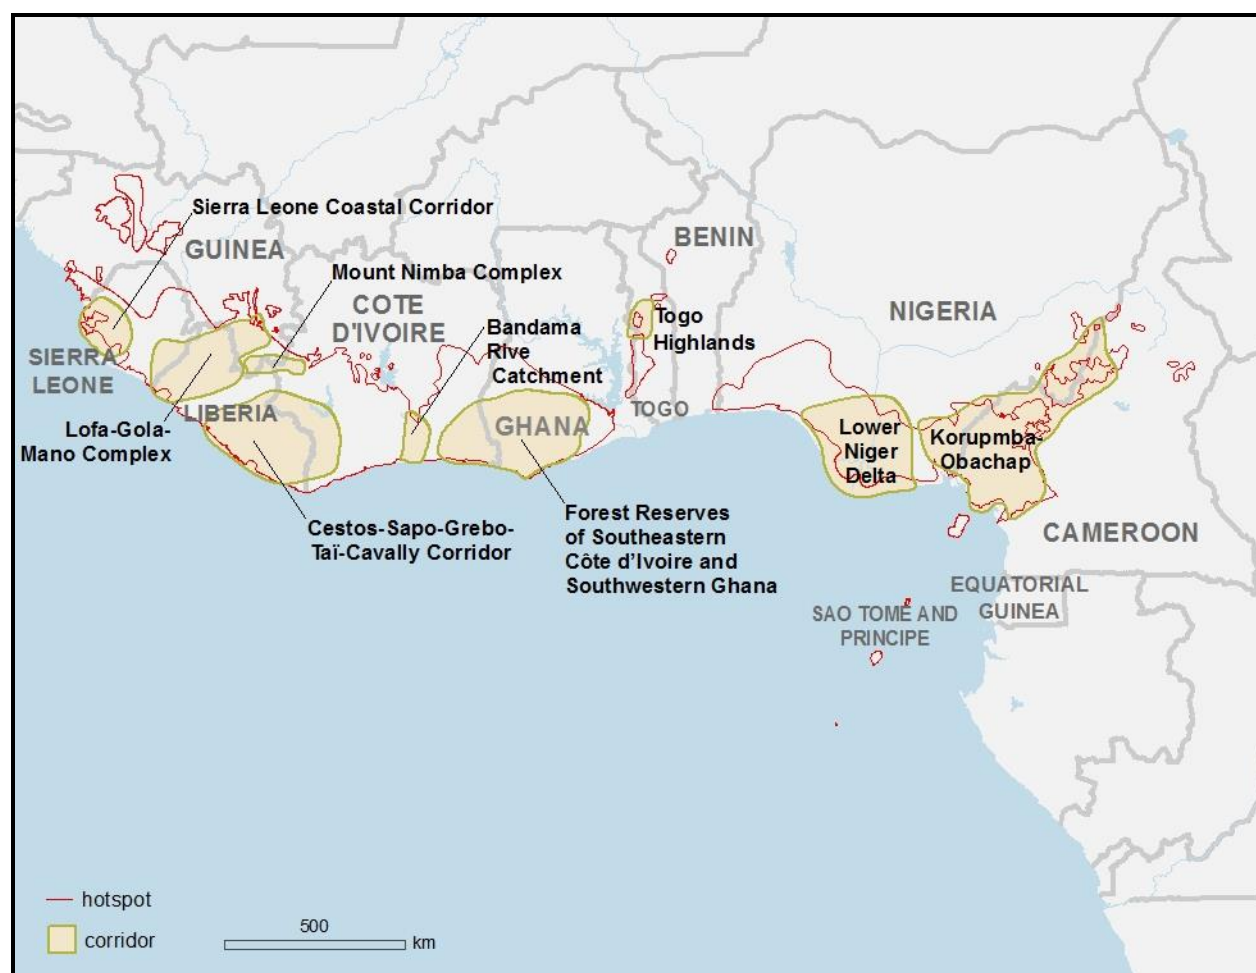 Sierra Leone Coastal Corridor
GUINEA
BENIN
Mount Nimba Complex
COTE
D'IVOIRE
NIGERIA
Bandama
Rive
Catchment
Togo
Highlands
SIERRA
LEONE
LIBERIA
GHANA
TOGO
Lofa-Gola-
Mano Complex
Lower
Niger
Delta
Korupmba-
Obachap
Cestos-Sapo-Grebo-
Taï-Cavally Corridor
Forest Reserves
of Southeastern
Côte d'Ivoire and
Southwestern Ghana
CAMEROON
EQUATORIAL
GUINEA
SAO TOME AND
PRINCIPE
hotspot
corridor
500
km